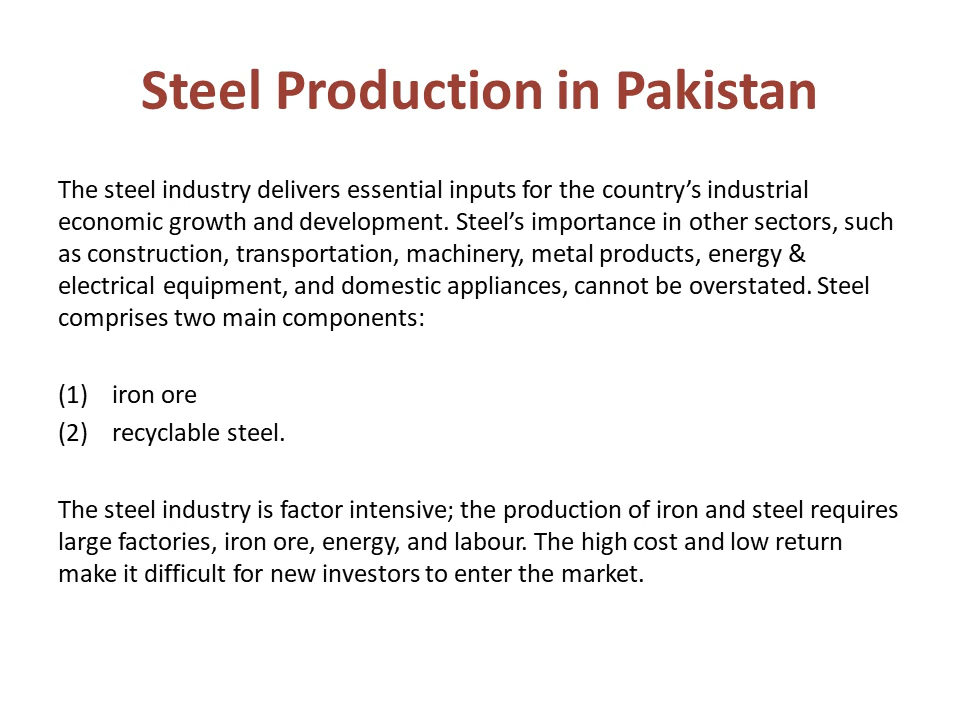 Steel Production in Pakistan
The steel industry delivers essential inputs for the country’s industrial
economic growth and development. Steel’s importance in other sectors, such
as construction, transportation, machinery, metal products, energy &
electrical equipment, and domestic appliances, cannot be overstated. Steel
comprises two main components:
(1) iron ore
(2) recyclable steel.
The steel industry is factor intensive; the production of iron and steel requires
large factories, iron ore, energy, and labour. The high cost and low return
make it difficult for new investors to enter the market.